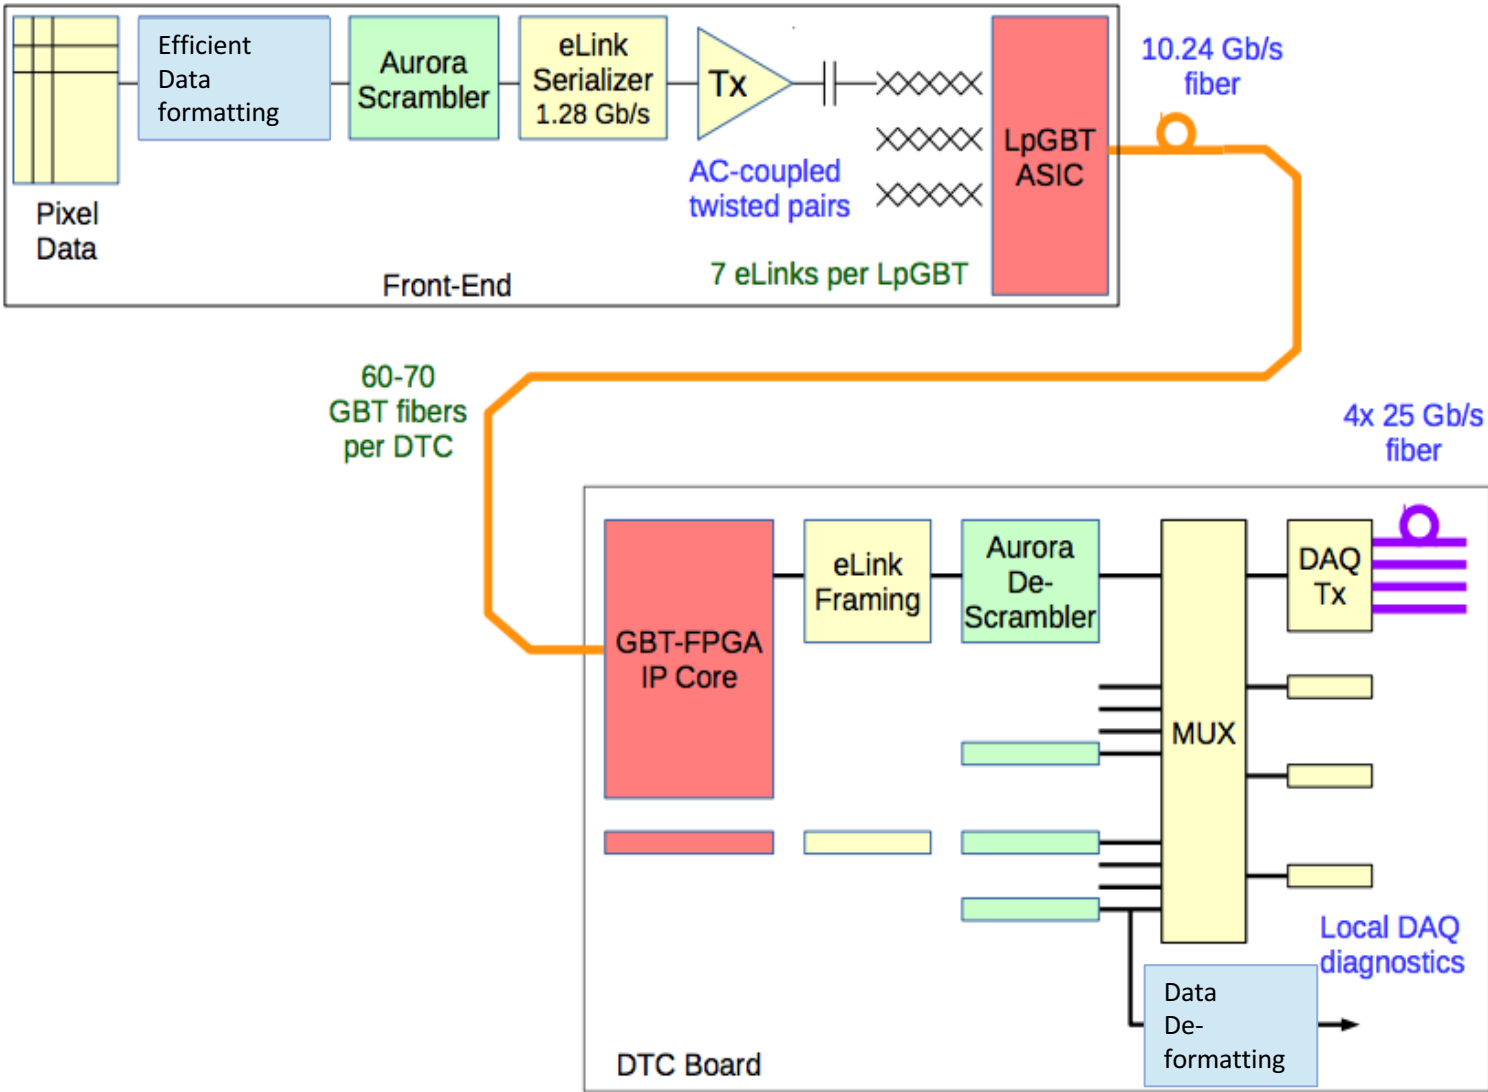 Efficient
Data
formatting
Aurora
Scrambler
eLink
Serializer
1.28 Gb/s
Tx
LpGBT
ASIC
10.24 Gb/s
fiber
AC-coupled
twisted pairs
Pixel
Data
7 eLinks per LpGBT
Front-End
60-70
GBT fibers
per DTC
4x 25 Gb/s
fiber
GBT-FPGA
IP Core
eLink
Framing
Aurora
De-
Scrambler
MUX
DAQ
Tx
Local DAQ
diagnostics
Data
De-
formatting
DTC Board